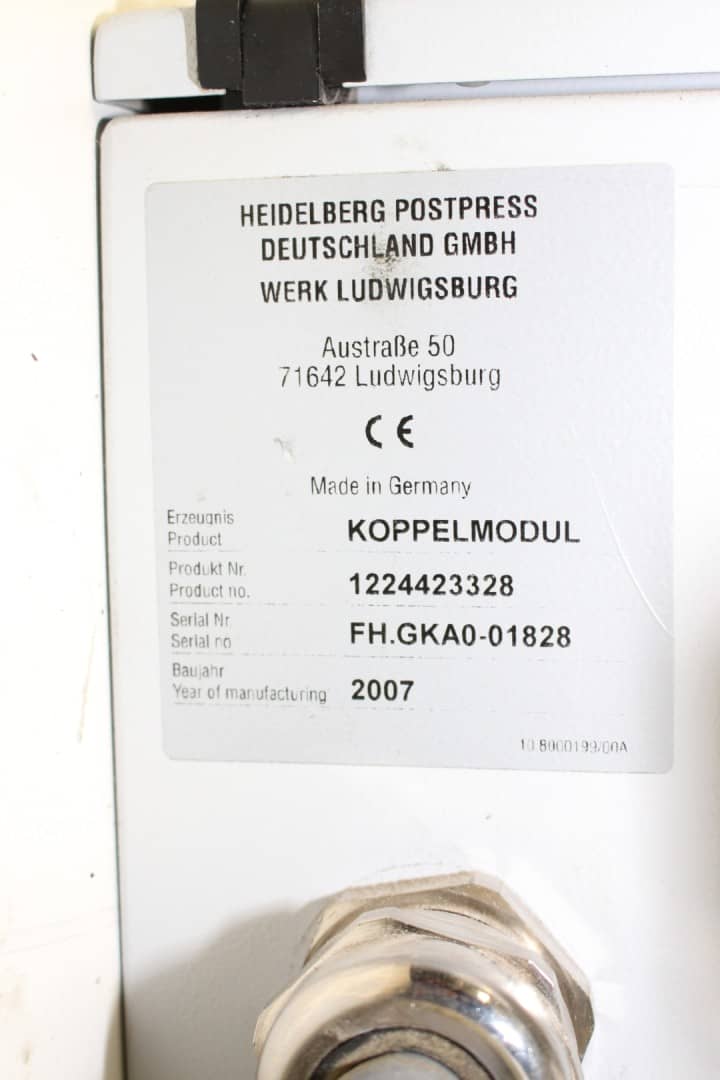 HEIDELBERG POSTPRESS
DEUTSCHLAND GMBH
WERK LUDWIGSBURG
Austraße 50
71642 Ludwigsburg
CE
Made in Germany
Erzeugnis
Product KOPPELMODUL
Produkt Nr.
Product no. 1224423328
Serial Nr
Serial no FH.GKA0-01828
Baujahr
Year of manufacturing 2007
10.8000199/00A